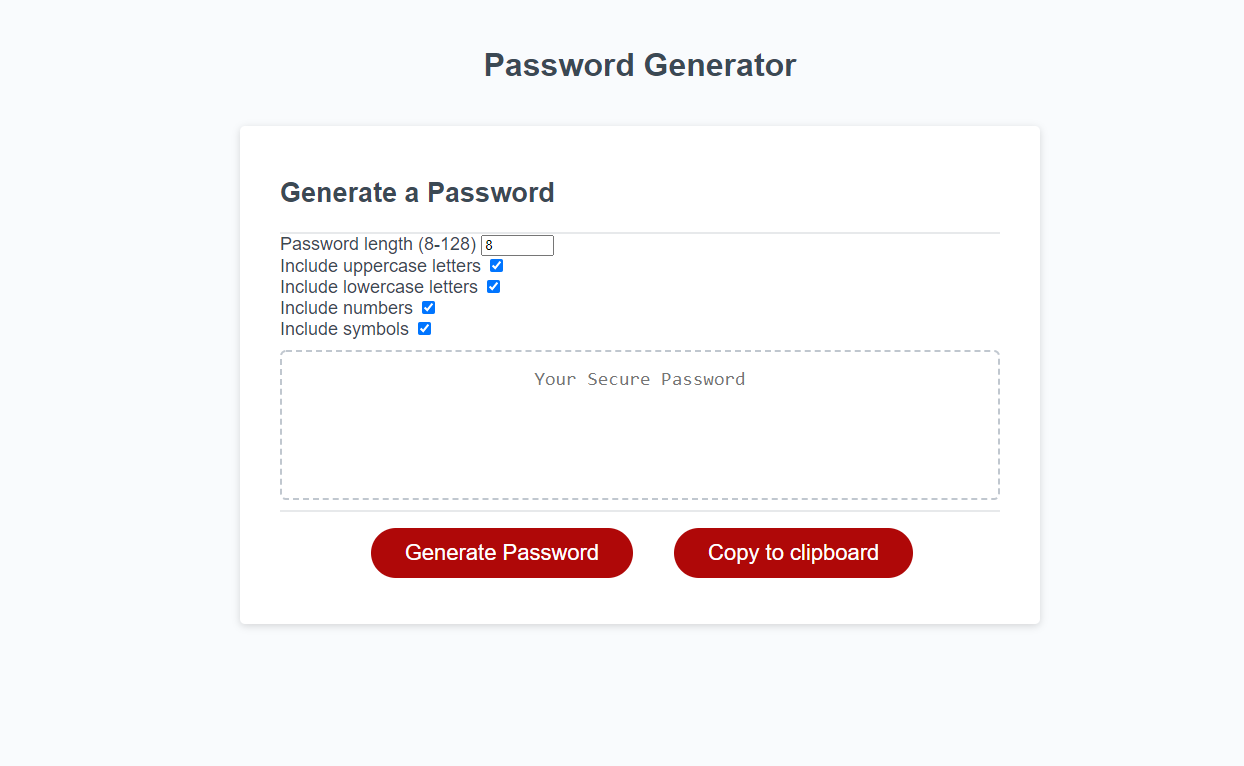 Password Generator
Generate a Password
Password length (8-128) 8
Include uppercase letters
Include lowercase letters
Include numbers
Include symbols
Your Secure Password
Generate Password Copy to clipboard